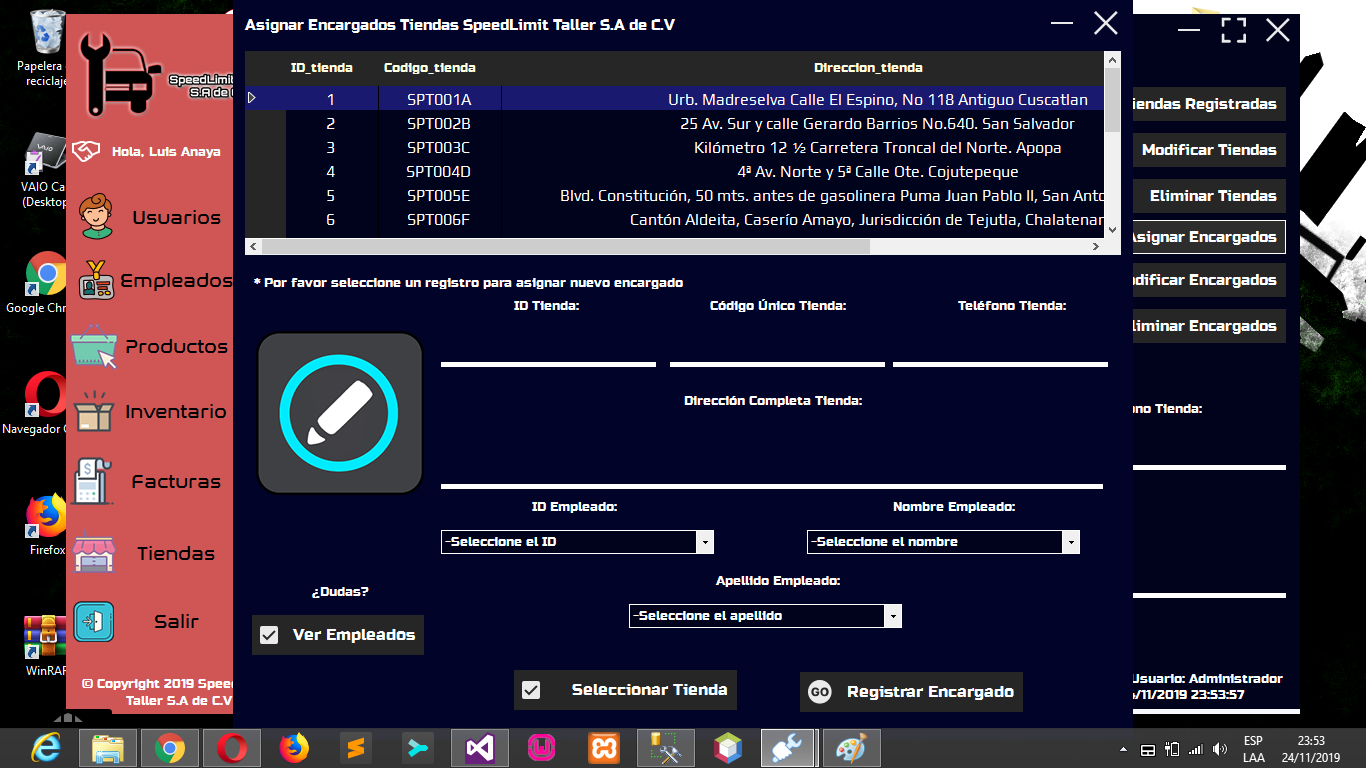 Papelera
reciclaje
VAIO Ca
(Desktop
Google Chr
Navegador
Firefox
WinRAR
SpeedLimit
S.A de C
Hola, Luis Anaya
Usuarios
Empleados
Productos
Inventario
Facturas
Tiendas
Salir
© Copyright 2019 Spee
Taller S.A de C.V
Asignar Encargados Tiendas SpeedLimit Taller S.A de C.V
ID_tienda Codigo_tienda Direccion_tienda
1 SPT001A Urb. Madreselva Calle El Espino, No 118 Antiguo Cuscatlan
2 SPT002B 25 Av. Sur y calle Gerardo Barrios No.640. San Salvador
3 SPT003C Kilómetro 12 ½ Carretera Troncal del Norte. Apopa
4 SPT004D 4ª Av. Norte y 5ª Calle Ote. Cojutepeque
5 SPT005E Blvd. Constitución, 50 mts. antes de gasolinera Puma Juan Pablo II, San Anto
6 SPT006F Cantón Aldeita, Caserío Amayo, Jurisdicción de Tejutla, Chalatenar
* Por favor seleccione un registro para asignar nuevo encargado
ID Tienda: Código Único Tienda: Teléfono Tienda:
Dirección Completa Tienda:
ID Empleado: Nombre Empleado:
-Seleccione el ID -Seleccione el nombre
Apellido Empleado:
-Seleccione el apellido
¿Dudas?
Ver Empleados
Seleccionar Tienda
GO Registrar Encargado
iendas Registradas
Modificar Tiendas
Eliminar Tiendas
Asignar Encargados
odificar Encargados
liminar Encargados
no Tienda:
Usuario: Administrador
4/11/2019 23:53:57
ESP
LAA
23:53
24/11/2019